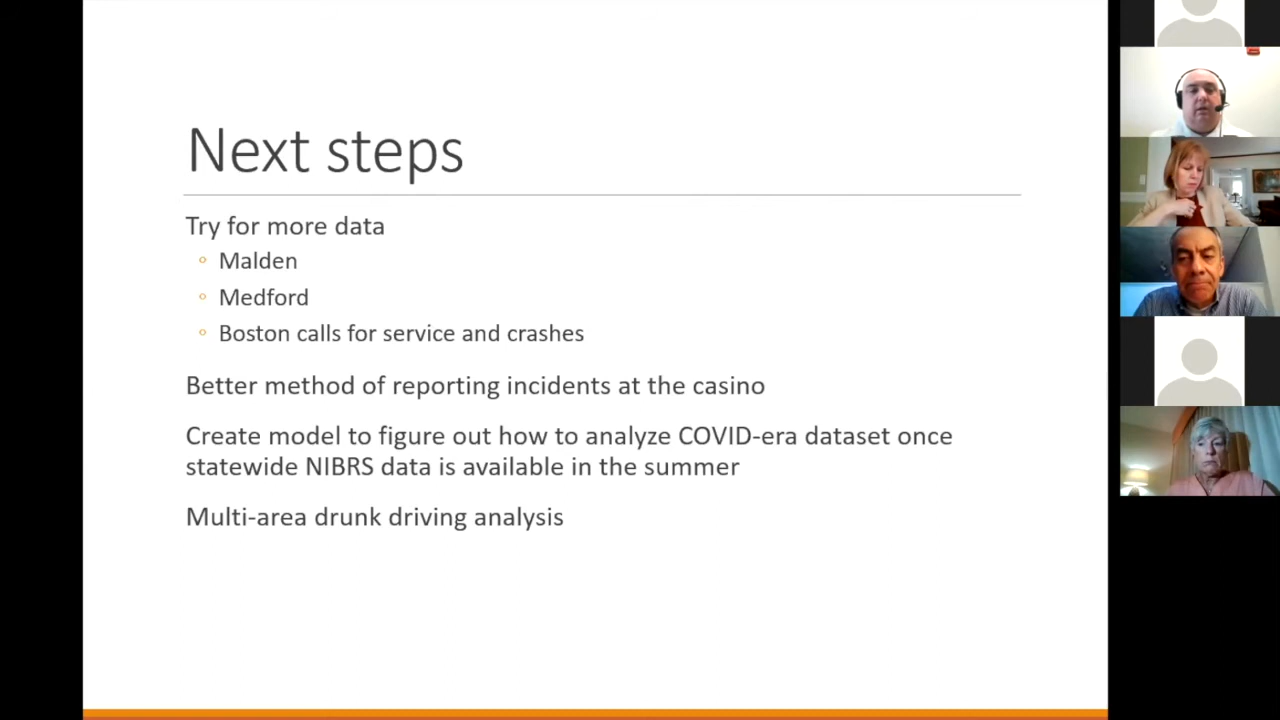 Next steps
Try for more data
Malden
Medford
Boston calls for service and crashes
Better method of reporting incidents at the casino
Create model to figure out how to analyze COVID-era dataset once
statewide NIBRS data is available in the summer
Multi-area drunk driving analysis